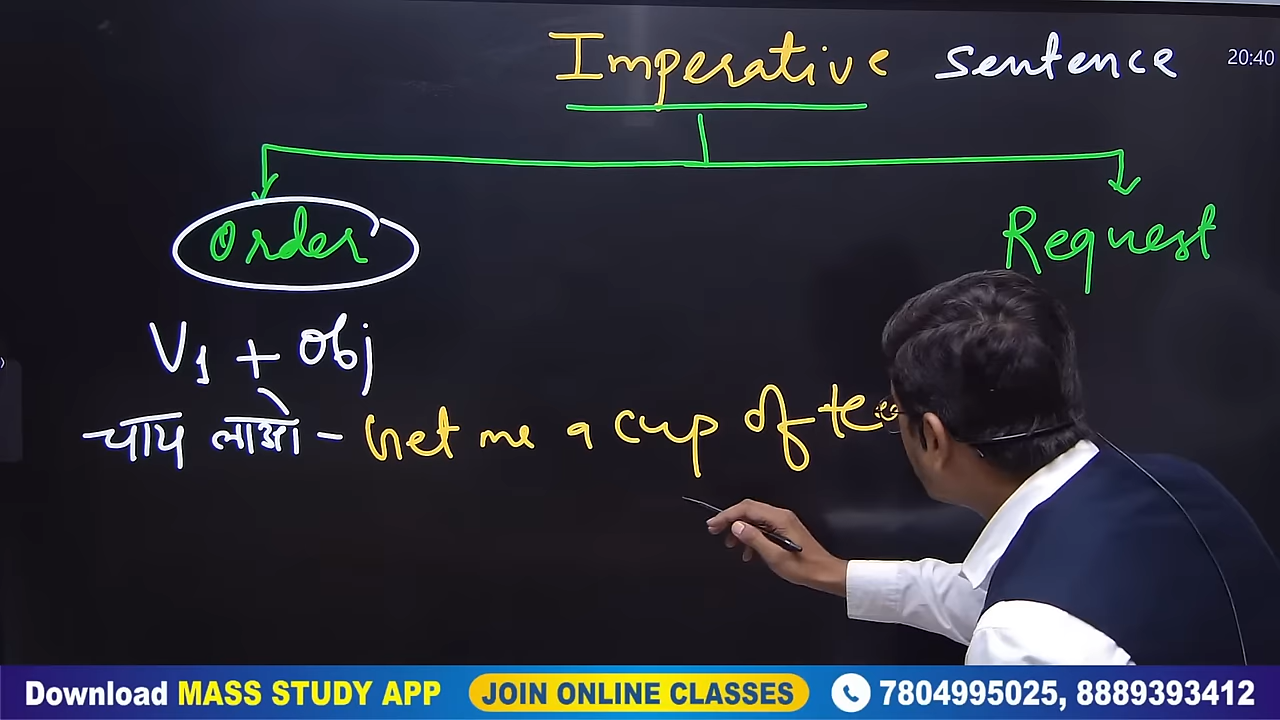 Imperative Sentence
20:40
Order
Request
V1 + Obj
चाय लाओ - Get me a cup of tea
Download MASS STUDY APP JOIN ONLINE CLASSES 7804995025, 8889393412